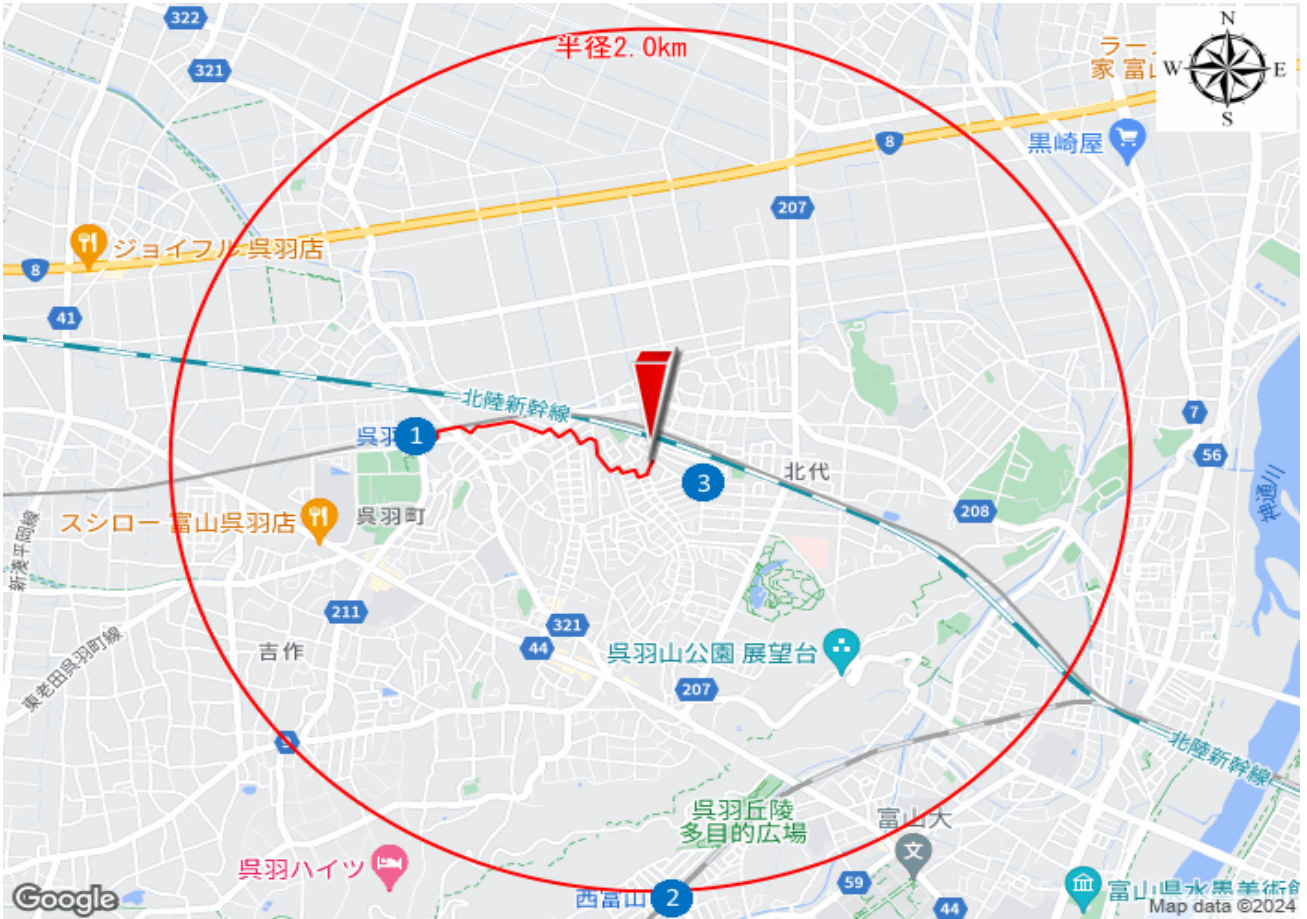 322
半径2.0km
ラー
家 富山
N
W
E
S
321
8
黒崎屋
207
ジョイフル 呉羽店
8
41
北陸新幹線
呉羽
1
7
56
3
北代
神通川
208
スシロー 富山呉羽店
呉羽町
新湊平岡線
211
321
44
吉作
呉羽山公園 展望台
207
東老田呉羽町線
北陸新幹線
呉羽丘陵
多目的広場
富山大
文
呉羽ハイツ
59
西富山
2
44
富山県水墨美術館
Google
Map data ©2024